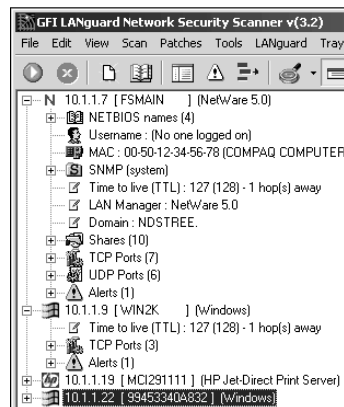 GFI LANguard Network Security Scanner v(3.2)
File Edit View Scan Patches Tools LANguard Tray
N 10.1.1.7 [ FSMAIN ] (NetWare 5.0)
NETBIOS names (4)
Username : (No one logged on)
MAC : 00-50-12-34-56-78 (COMPAQ COMPUTER
S SNMP (system)
Time to live (TTL) : 127 (128) - 1 hop(s) away
LAN Manager : NetWare 5.0
Domain : NDSTREE.
Shares (10)
TCP Ports (7)
UDP Ports (6)
Alerts (1)
10.1.1.9 [ WIN2K ] (Windows)
Time to live (TTL) : 127 (128) - 1 hop(s) away
TCP Ports (3)
Alerts (1)
hp 10.1.1.19 [ MCI291111 ] (HP Jet-Direct Print Server)
10.1.1.22 [ 99453340A832 ] (Windows)